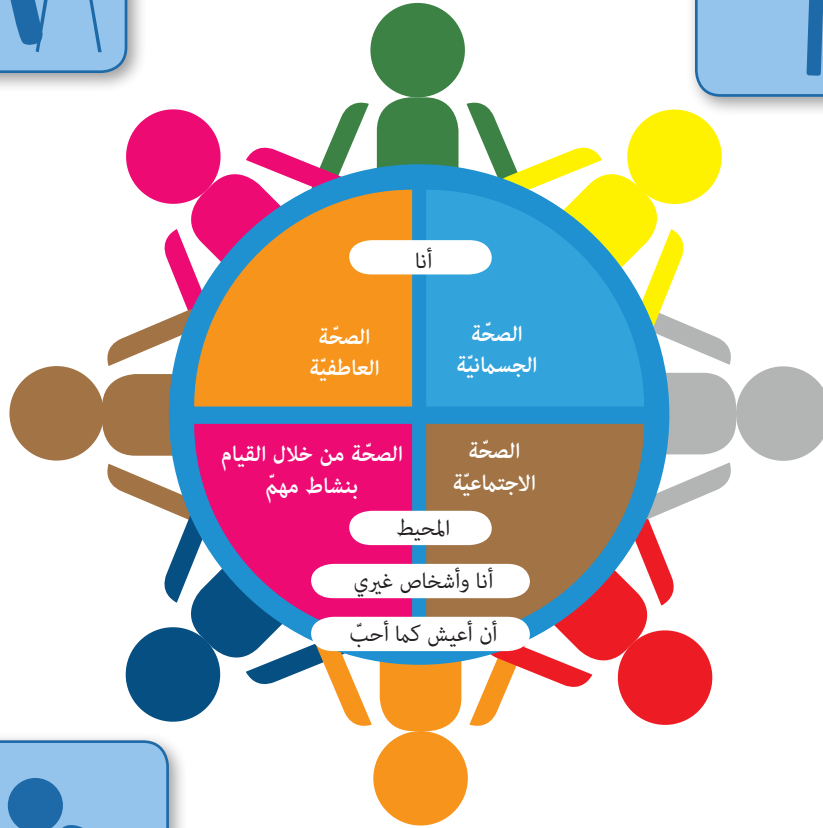 أنا
الصحّة
الجسمانيّة
الصحّة
العاطفيّة
الصحّة
الاجتماعيّة
الصحّة من خلال القيام
بنشاط مهمّ
المحيط
أنا وأشخاص غيري
أن أعيش كما أحبّ